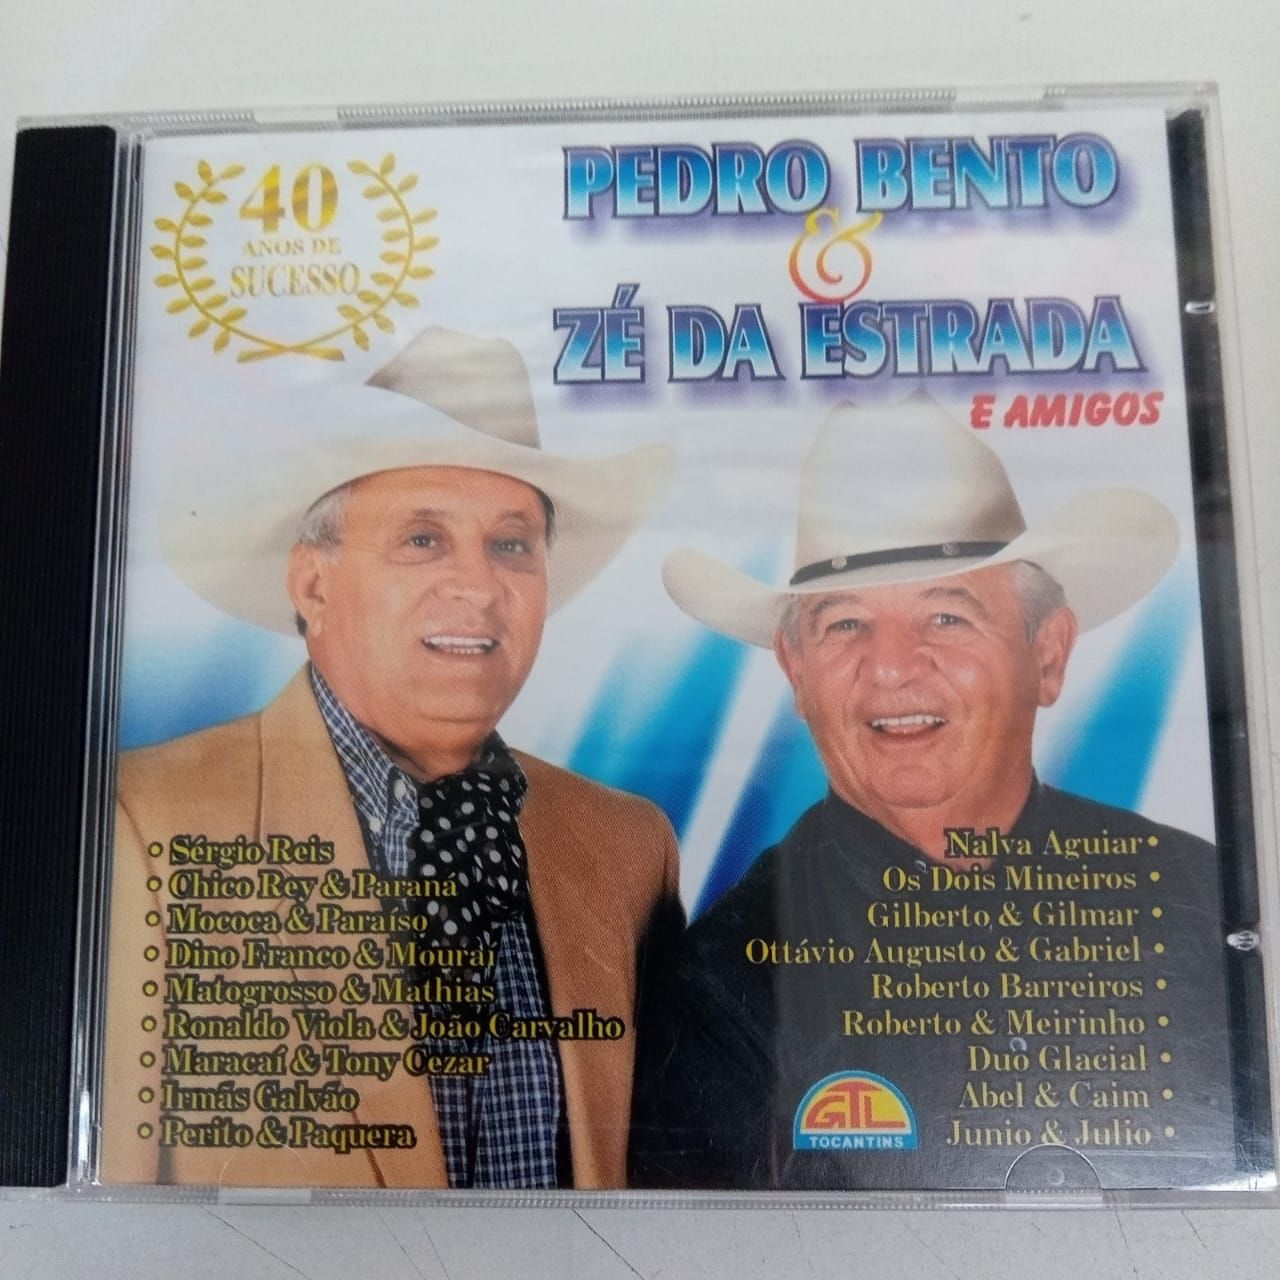 40
ANOS DE
SUCESSO
PEDRO BENTO
&
ZÉ DA ESTRADA
E AMIGOS
• Sérgio Reis
• Chico Rey & Paraná
• Mococa & Paraíso
• Dino Franco & Mouraí
• Matogrosso & Mathias
• Ronaldo Viola & João Carvalho
• Maracaí & Tony Cezar
• Irmãs Galvão
• Perito & Paquera
Nalva Aguiar •
Os Dois Mineiros •
Gilberto & Gilmar •
Ottávio Augusto & Gabriel •
Roberto Barreiros •
Roberto & Meirinho •
Duo Glacial •
Abel & Caim •
Junio & Julio •
GTL
TOCANTINS